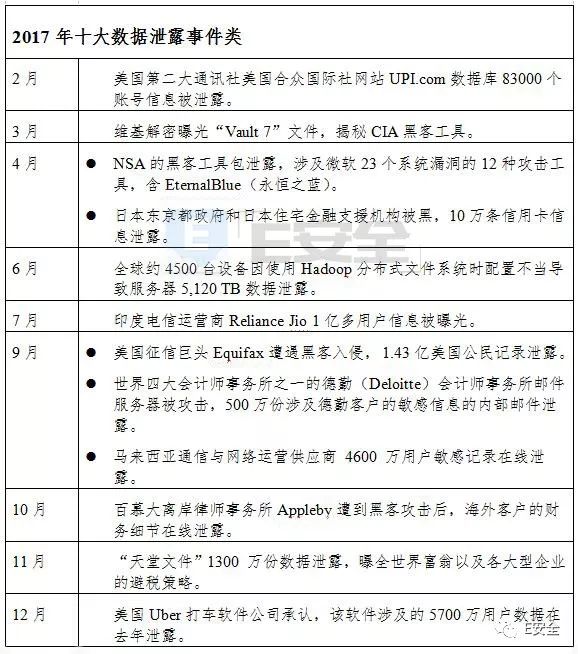 2017 年十大数据泄露事件类
2 月
美国第二大通讯社美国合众国际社网站 UPI.com 数据库 83000 个
账号信息被泄露。
3 月
维基解密曝光“Vault 7”文件，揭秘 CIA 黑客工具。
4 月
● NSA 的黑客工具包泄露，涉及微软 23 个系统漏洞的 12 种攻击工
具，含 EternalBlue（永恒之蓝）。
● 日本东京都政府和日本住宅金融支援机构被黑，10 万条信用卡信
息泄露。
E安全
6 月
全球约 4500 台设备因使用 Hadoop 分布式文件系统时配置不当导
致服务器 5,120 TB 数据泄露。
7 月
印度电信运营商 Reliance Jio 1 亿多用户信息被曝光。
9 月
● 美国征信巨头 Equifax 遭遇黑客入侵，1.43 亿美国公民记录泄露。
● 世界四大会计师事务所之一的德勤（Deloitte）会计师事务所邮件
服务器被攻击，500 万份涉及德勤客户的敏感信息的内部邮件泄
露。
● 马来西亚通信与网络运营供应商 4600 万用户敏感记录在线泄
露。
10 月
百慕大离岸律师事务所 Appleby 遭到黑客攻击后，海外客户的财
务细节在线泄露。
11 月
“天堂文件”1300 万份数据泄露，曝全世界富翁以及各大型企业
的避税策略。
12 月
美国 Uber 打车软件公司承认，该软件涉及的 5700 万用户数据在
去年泄露。
E安全